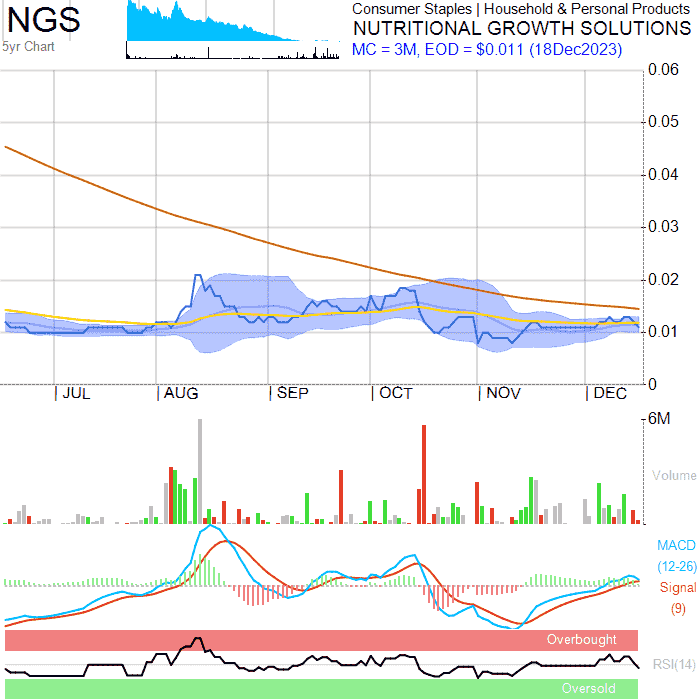 NGS
5yr Chart
Consumer Staples | Household & Personal Products
NUTRITIONAL GROWTH SOLUTIONS
MC = 3M, EOD = $0.011 (18Dec2023)
0.06
0.05
0.04
0.03
0.02
0.01
0
JUL AUG SEP OCT NOV DEC
6M
Volume
MACD
(12-26)
Signal
(9)
Overbought
RSI(14)
Oversold